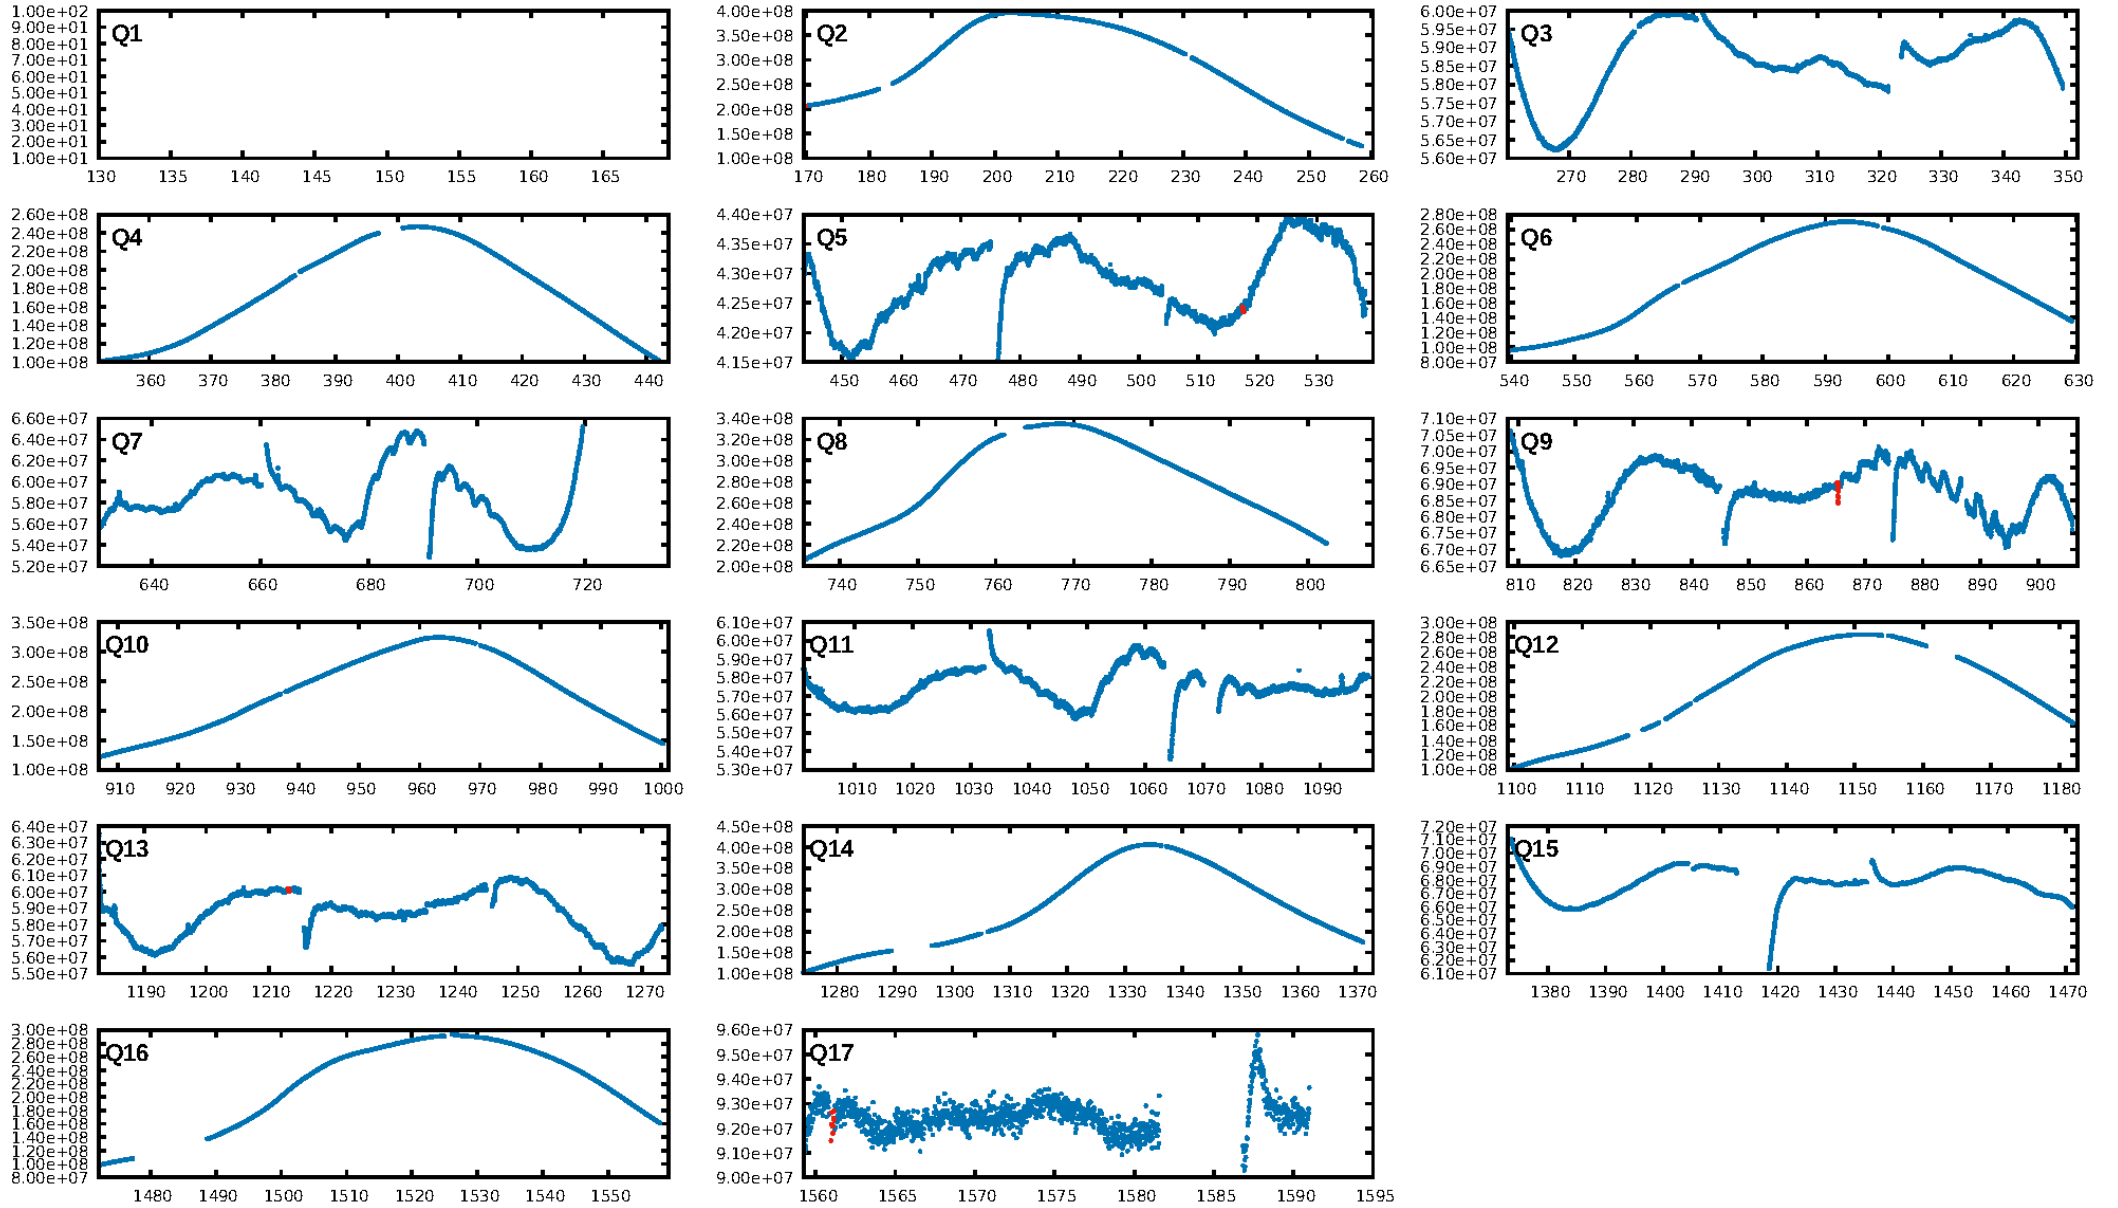 1.00e+02
9.00e+01
Q1
8.00e+01
7.00e+01
6.00e+01
5.00e+01
4.00e+01
3.00e+01
2.00e+01
1.00e+01
130 135 140 145 150 155 160 165
4.00e+08
Q2
3.50e+08
3.00e+08
2.50e+08
2.00e+08
1.50e+08
1.00e+08
170 180 190 200 210 220 230 240 250 260
6.00e+07
5.95e+07
Q3
5.90e+07
5.85e+07
5.80e+07
5.75e+07
5.70e+07
5.65e+07
5.60e+07
270 280 290 300 310 320 330 340 350
2.60e+08
Q4
2.40e+08
2.20e+08
2.00e+08
1.80e+08
1.60e+08
1.40e+08
1.20e+08
1.00e+08
360 370 380 390 400 410 420 430 440
4.40e+07
Q5
4.35e+07
4.30e+07
4.25e+07
4.20e+07
4.15e+07
450 460 470 480 490 500 510 520 530
2.80e+08
2.60e+08
Q6
2.40e+08
2.20e+08
2.00e+08
1.80e+08
1.60e+08
1.40e+08
1.20e+08
1.00e+08
8.00e+07
540 550 560 570 580 590 600 610 620 630
6.60e+07
Q7
6.40e+07
6.20e+07
6.00e+07
5.80e+07
5.60e+07
5.40e+07
5.20e+07
640 660 680 700 720
3.40e+08
Q8
3.20e+08
3.00e+08
2.80e+08
2.60e+08
2.40e+08
2.20e+08
2.00e+08
740 750 760 770 780 790 800
7.10e+07
7.05e+07
Q9
7.00e+07
6.95e+07
6.90e+07
6.85e+07
6.80e+07
6.75e+07
6.70e+07
6.65e+07
810 820 830 840 850 860 870 880 890 900
3.50e+08
Q10
3.00e+08
2.50e+08
2.00e+08
1.50e+08
1.00e+08
910 920 930 940 950 960 970 980 990 1000
6.10e+07
6.00e+07
Q11
5.90e+07
5.80e+07
5.70e+07
5.60e+07
5.50e+07
5.40e+07
5.30e+07
1010 1020 1030 1040 1050 1060 1070 1080 1090
3.00e+08
2.80e+08
Q12
2.60e+08
2.40e+08
2.20e+08
2.00e+08
1.80e+08
1.60e+08
1.40e+08
1.20e+08
1.00e+08
1100 1110 1120 1130 1140 1150 1160 1170 1180
6.40e+07
6.30e+07
Q13
6.20e+07
6.10e+07
6.00e+07
5.90e+07
5.80e+07
5.70e+07
5.60e+07
5.50e+07
1190 1200 1210 1220 1230 1240 1250 1260 1270
4.50e+08
Q14
4.00e+08
3.50e+08
3.00e+08
2.50e+08
2.00e+08
1.50e+08
1.00e+08
1280 1290 1300 1310 1320 1330 1340 1350 1360 1370
7.20e+07
7.10e+07
Q15
7.00e+07
6.90e+07
6.80e+07
6.70e+07
6.60e+07
6.50e+07
6.40e+07
6.30e+07
6.20e+07
6.10e+07
1380 1390 1400 1410 1420 1430 1440 1450 1460 1470
3.00e+08
2.80e+08
Q16
2.60e+08
2.40e+08
2.20e+08
2.00e+08
1.80e+08
1.60e+08
1.40e+08
1.20e+08
1.00e+08
8.00e+07
1480 1490 1500 1510 1520 1530 1540 1550
9.60e+07
Q17
9.50e+07
9.40e+07
9.30e+07
9.20e+07
9.10e+07
9.00e+07
1560 1565 1570 1575 1580 1585 1590 1595